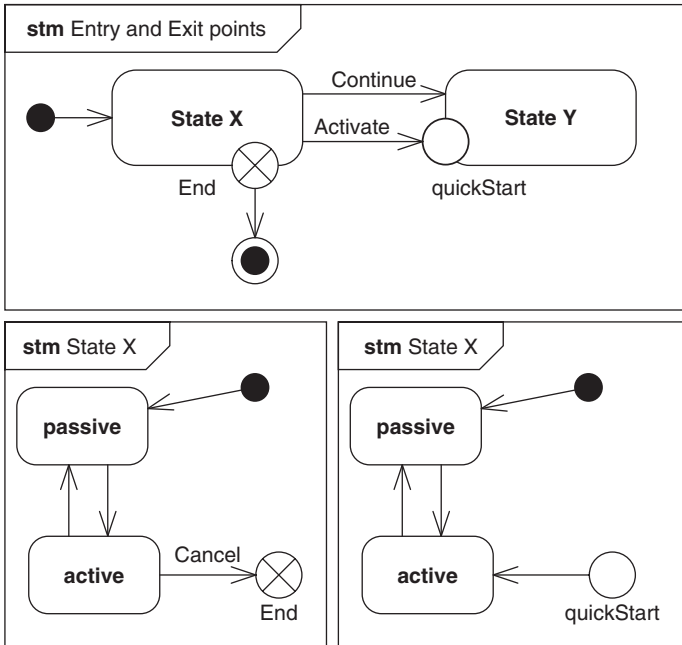 stm Entry and Exit points
Continue
State X
State Y
Activate
End
quickStart
stm State X
passive
active
Cancel
End
stm State X
passive
active
quickStart